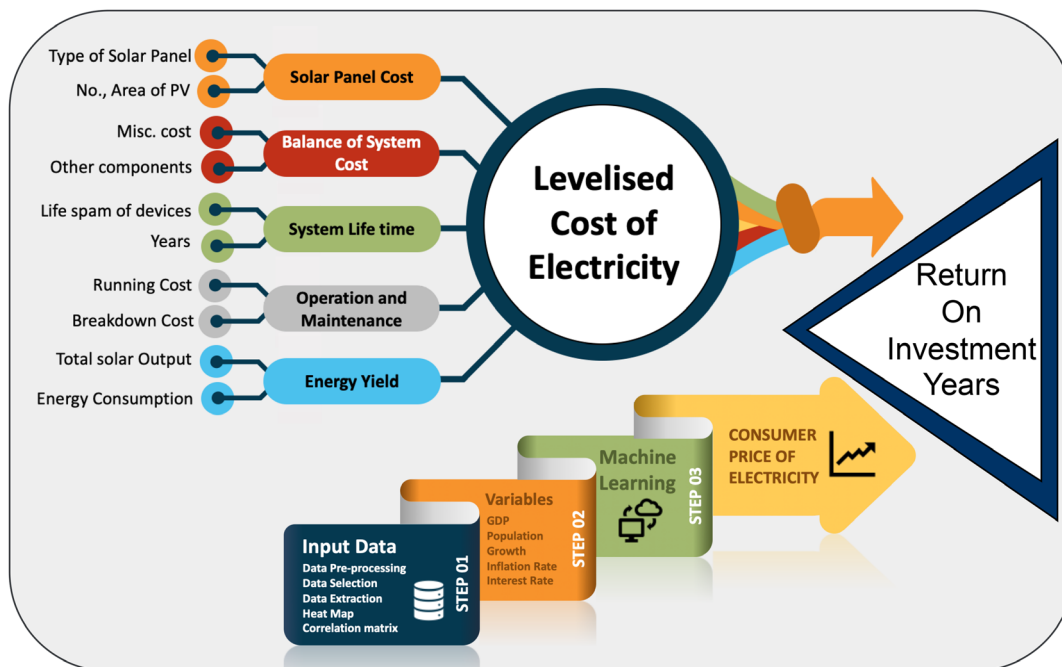 Type of Solar Panel
No., Area of PV
Solar Panel Cost
Misc. cost
Other components
Balance of System
Cost
Life spam of devices
Years
System Life time
Running Cost
Breakdown Cost
Operation and
Maintenance
Total solar Output
Energy Consumption
Energy Yield
Levelised
Cost of
Electricity
Return
On
Investment
Years
Input Data
Data Pre-processing
Data Selection
Data Extraction
Heat Map
Correlation matrix
STEP 01
Variables
GDP
Population
Growth
Inflation Rate
Interest Rate
STEP 02
Machine
Learning
STEP 03
CONSUMER
PRICE OF
ELECTRICITY